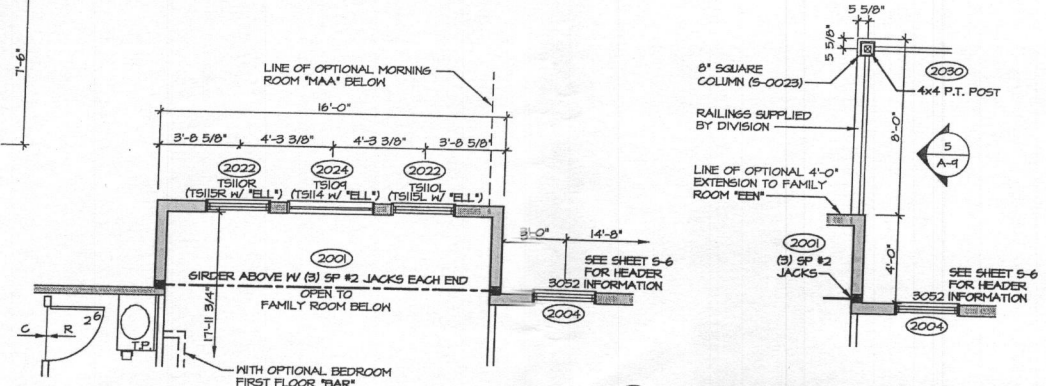 7'-6"
LINE OF OPTIONAL MORNING
ROOM "MAA" BELOW
16'-0"
3'-8 5/8"
4'-3 3/8"
4'-3 3/8"
3'-8 5/8"
2022
2024
2022
TS110R
TS109
TS110L
(TS115R W/ "ELL")
(TS114 W/ "ELL")
(TS115L W/ "ELL")
2001
GIRDER ABOVE W/ (3) SP #2 JACKS EACH END
OPEN TO
FAMILY ROOM BELOW
17'-11 3/4"
3'-0"
14'-8"
SEE SHEET S-6
FOR HEADER
3052 INFORMATION
2004
C
R
2 6
T.P.
WITH OPTIONAL BEDROOM
FIRST FLOOR "BAR"
5 5/8"
5 5/8"
8" SQUARE
COLUMN (S-0023)
2030
4x4 P.T. POST
RAILINGS SUPPLIED
BY DIVISION
8'-0"
5
A-9
LINE OF OPTIONAL 4'-0"
EXTENSION TO FAMILY
ROOM "EEN"
2001
(3) SP #2
JACKS
4'-0"
SEE SHEET S-6
FOR HEADER
3052 INFORMATION
2004